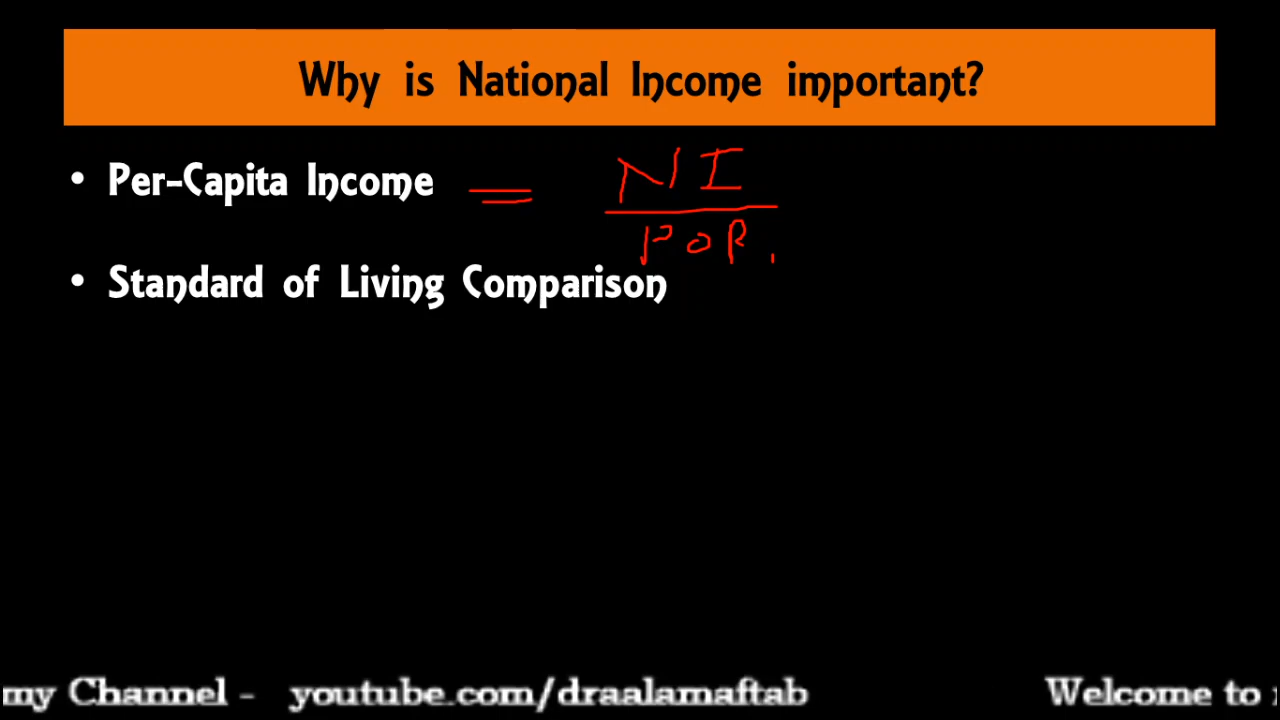 Why is National Income important?
• Per-Capita Income = NI
POP.
• Standard of Living Comparison
my Channel - youtube.com/draalamaftab Welcome to